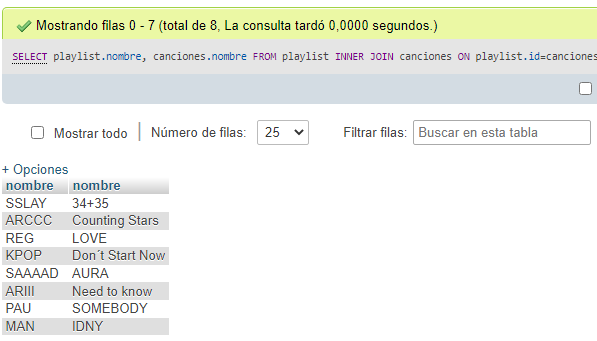 Mostrando filas 0 - 7 (total de 8, La consulta tardó 0,0000 segundos.)
SELECT playlist.nombre, canciones.nombre FROM playlist INNER JOIN canciones ON playlist.id=canciones
Mostrar todo | Número de filas: 25 Filtrar filas: Buscar en esta tabla
+ Opciones
nombre nombre
SSLAY 34+35
ARCCC Counting Stars
REG LOVE
KPOP Don´t Start Now
SAAAAD AURA
ARIII Need to know
PAU SOMEBODY
MAN IDNY